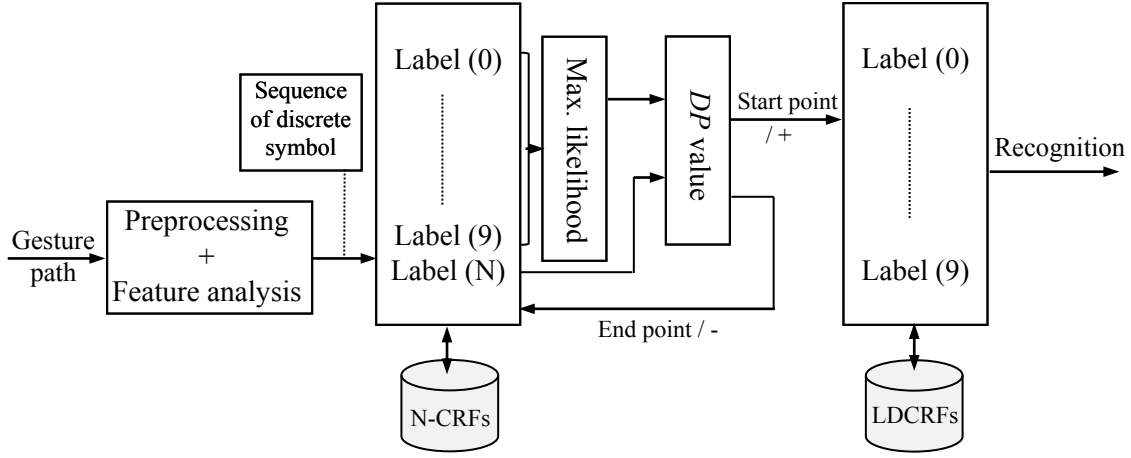 Gesture
path
Preprocessing
+
Feature analysis
Sequence
of discrete
symbol
Label (0)
Label (9)
Label (N)
N-CRFs
Max. likelihood
DP value
Start point
/ +
End point / -
Label (0)
Label (9)
LDCRFs
Recognition